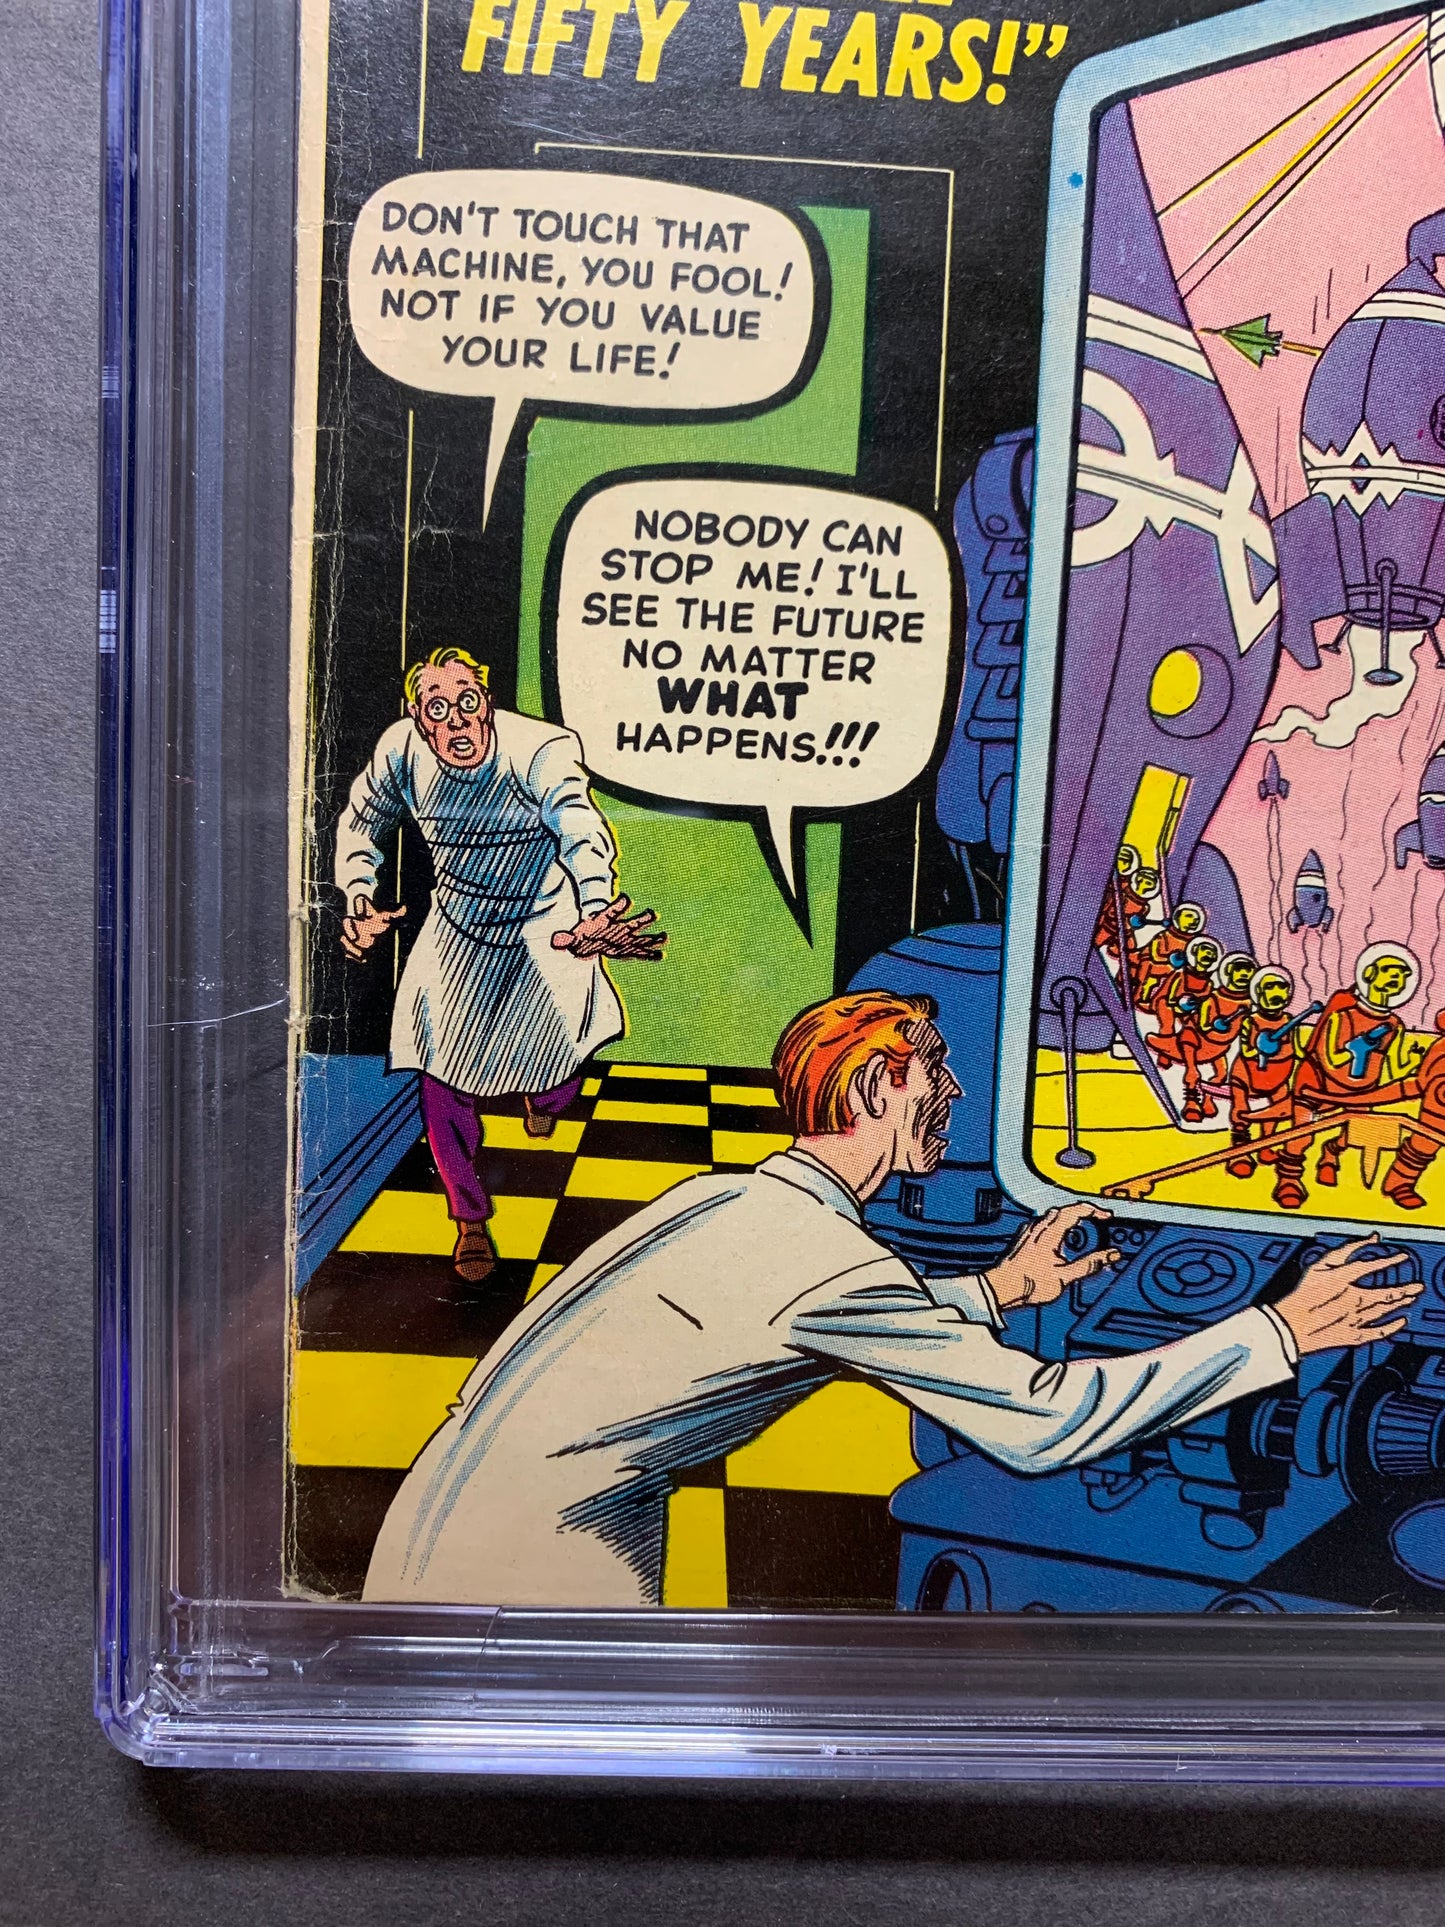 FIFTY YEARS!”
DON'T TOUCH THAT
MACHINE, YOU FOOL!
NOT IF YOU VALUE
YOUR LIFE!
NOBODY CAN
STOP ME! I'LL
SEE THE FUTURE
NO MATTER
WHAT
HAPPENS!!!